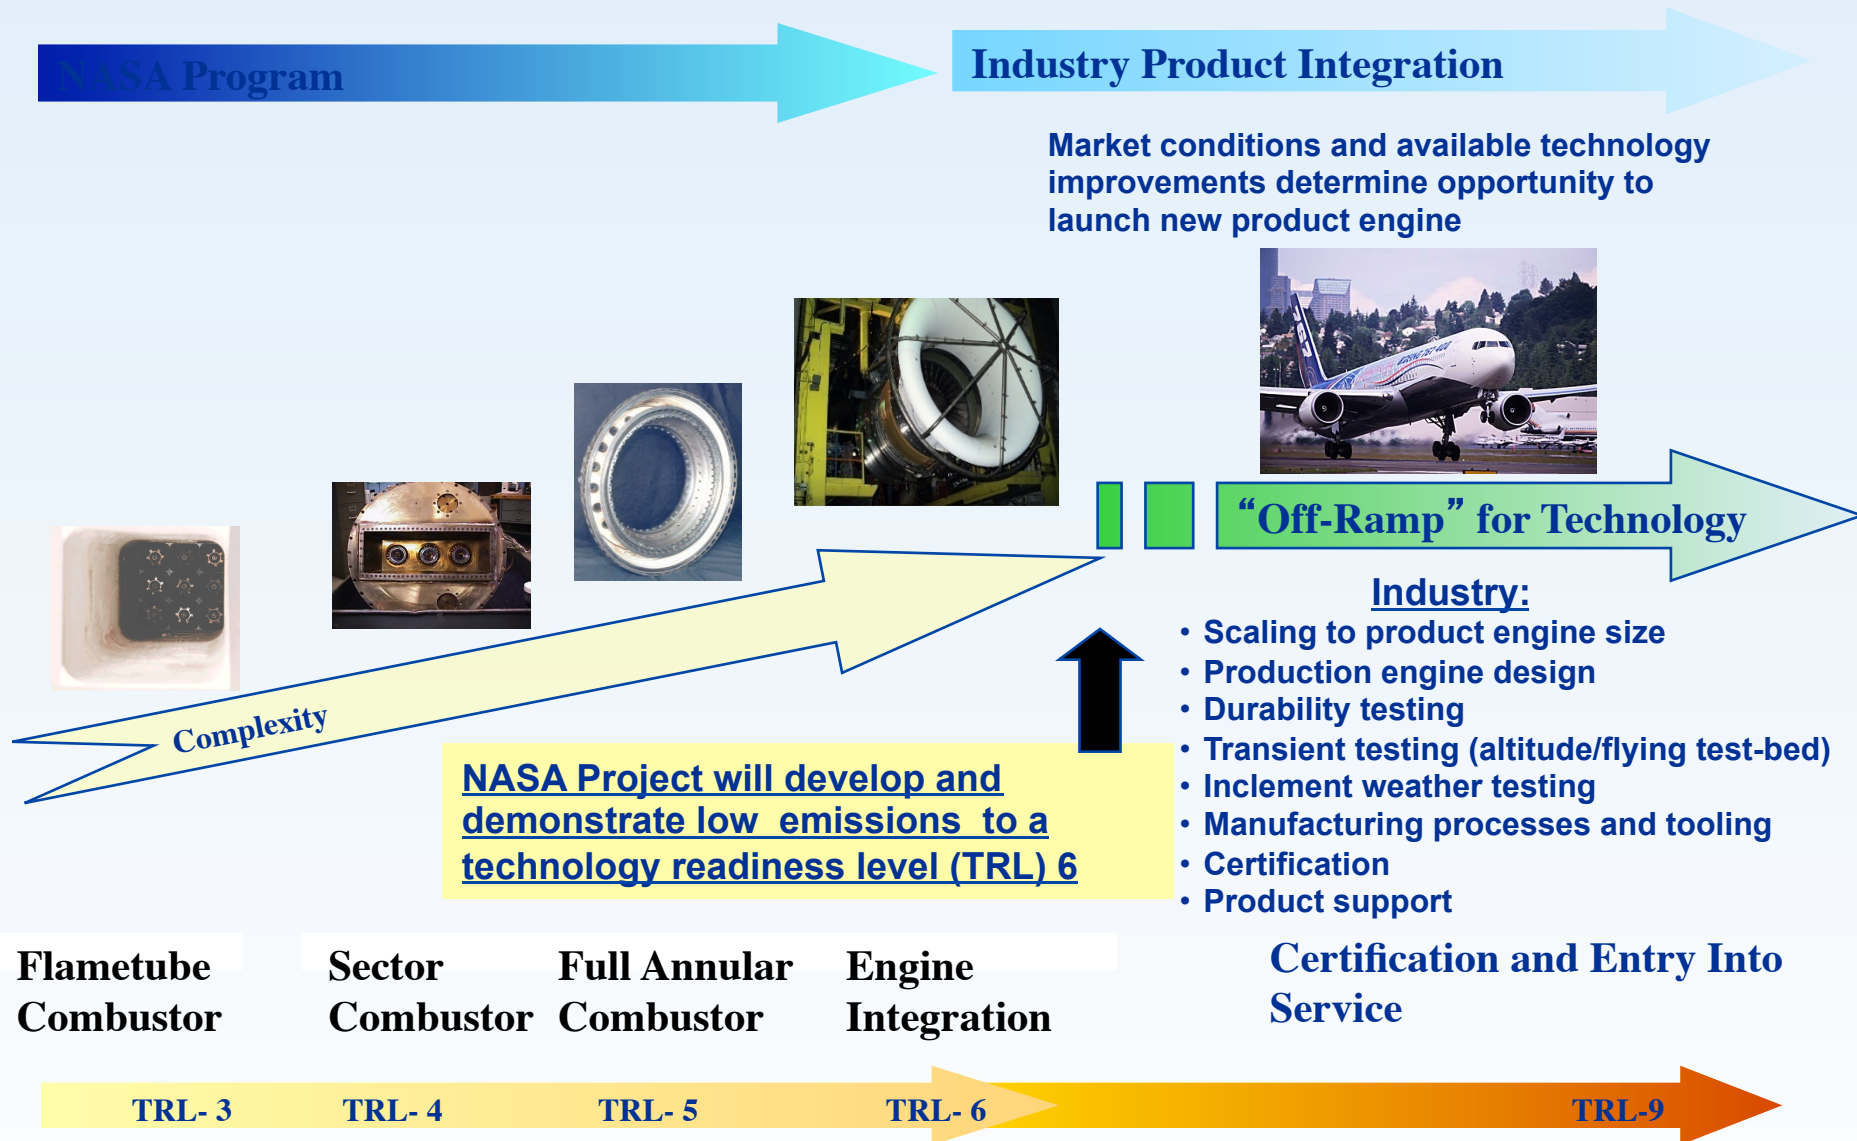 NASA Program
Industry Product Integration
Market conditions and available technology
improvements determine opportunity to
launch new product engine
BOEING 767-400
“Off-Ramp” for Technology
Industry:
• Scaling to product engine size
• Production engine design
• Durability testing
• Transient testing (altitude/flying test-bed)
• Inclement weather testing
• Manufacturing processes and tooling
• Certification
• Product support
Complexity
NASA Project will develop and
demonstrate low emissions to a
technology readiness level (TRL) 6
Flametube
Combustor
Sector
Combustor
Full Annular
Combustor
Engine
Integration
Certification and Entry Into
Service
TRL- 3
TRL- 4
TRL- 5
TRL- 6
TRL-9